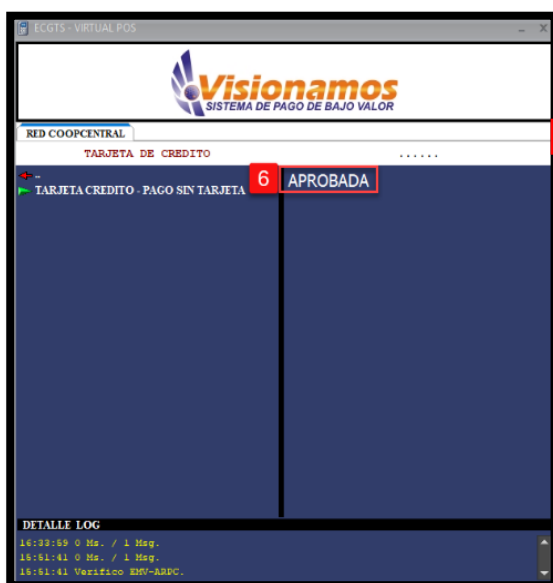 ECGTS - VIRTUAL POS
Visionamos
SISTEMA DE PAGO DE BAJO VALOR
RED COOPCENTRAL
TARJETA DE CREDITO ......
..
TARJETA CREDITO - PAGO SIN TARJETA
6 APROBADA
DETALLE LOG
16:33:59 0 Ms. / 1 Msg.
15:51:41 0 Ms. / 1 Msg.
15:51:41 Verifico EMV-ARPC.